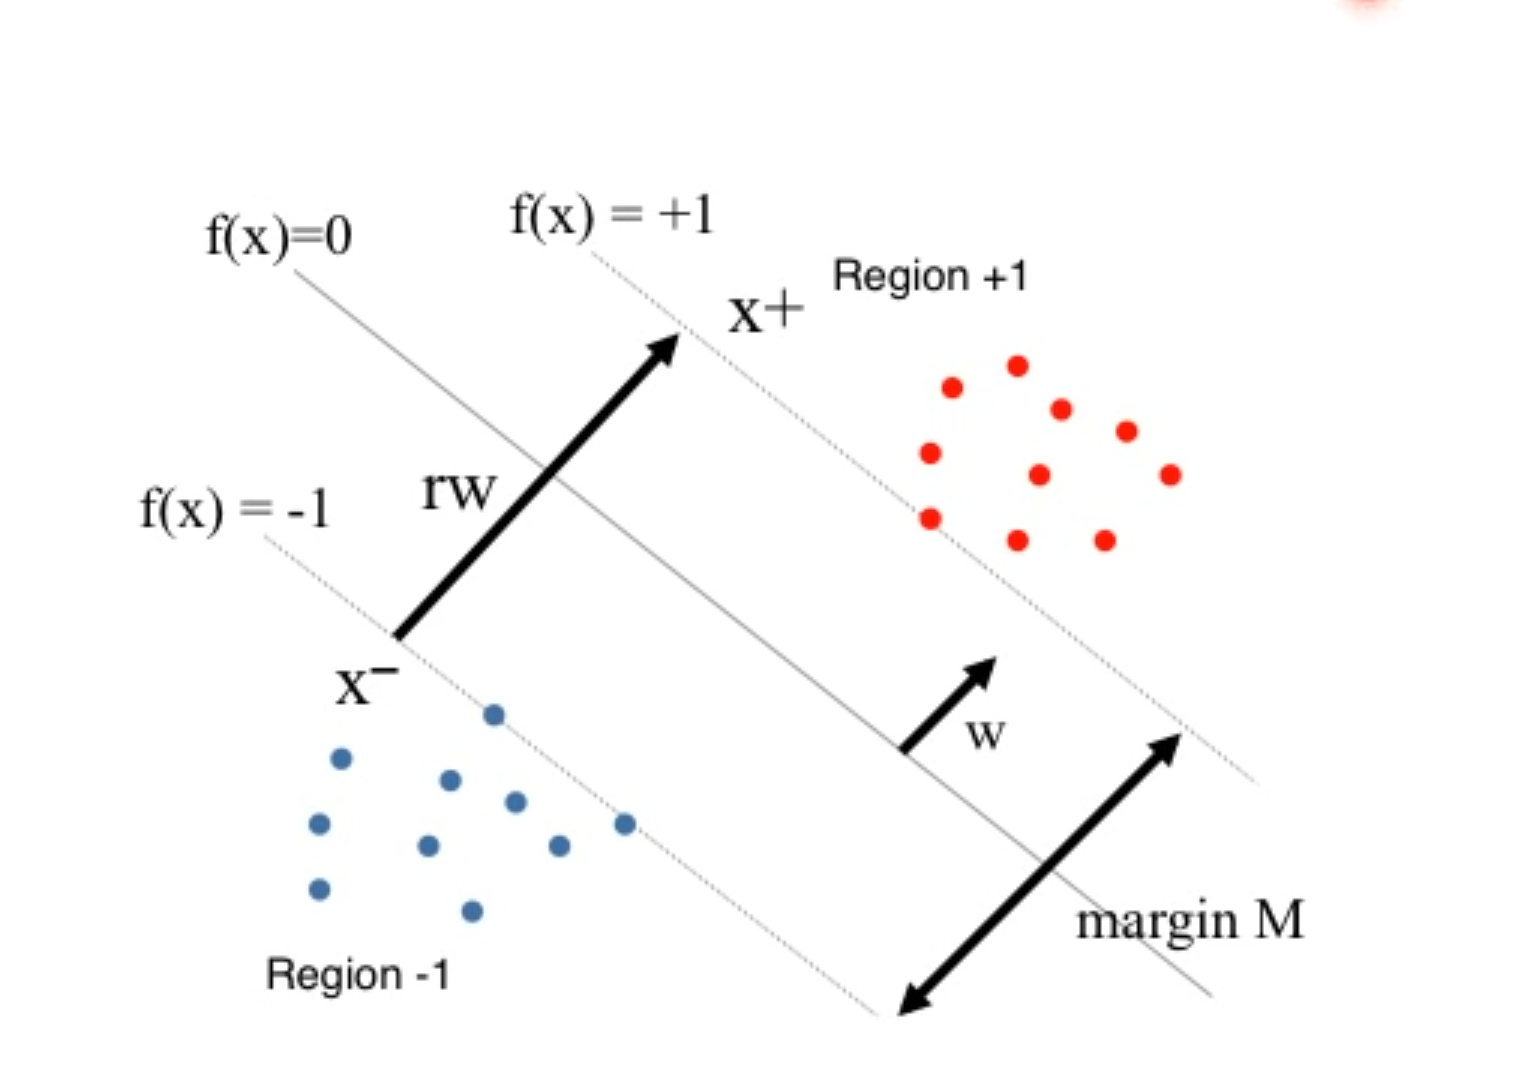 f(x)=0
f(x) = +1
Region +1
x+
rw
f(x) = -1
x−
w
margin M
Region -1